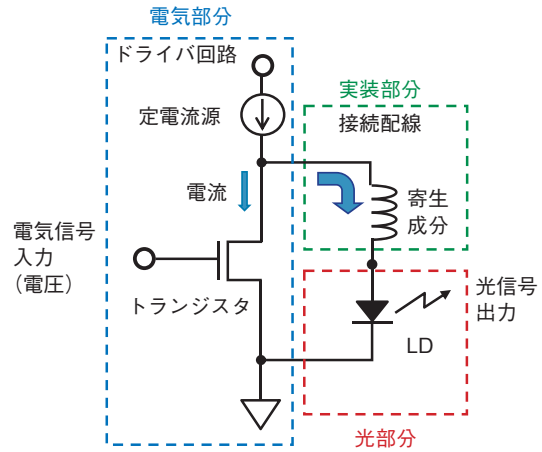 電気部分
ドライバ回路
実装部分
定電流源
接続配線
電流
寄生
成分
電気信号
入力
（電圧）
トランジスタ
光信号
出力
LD
光部分